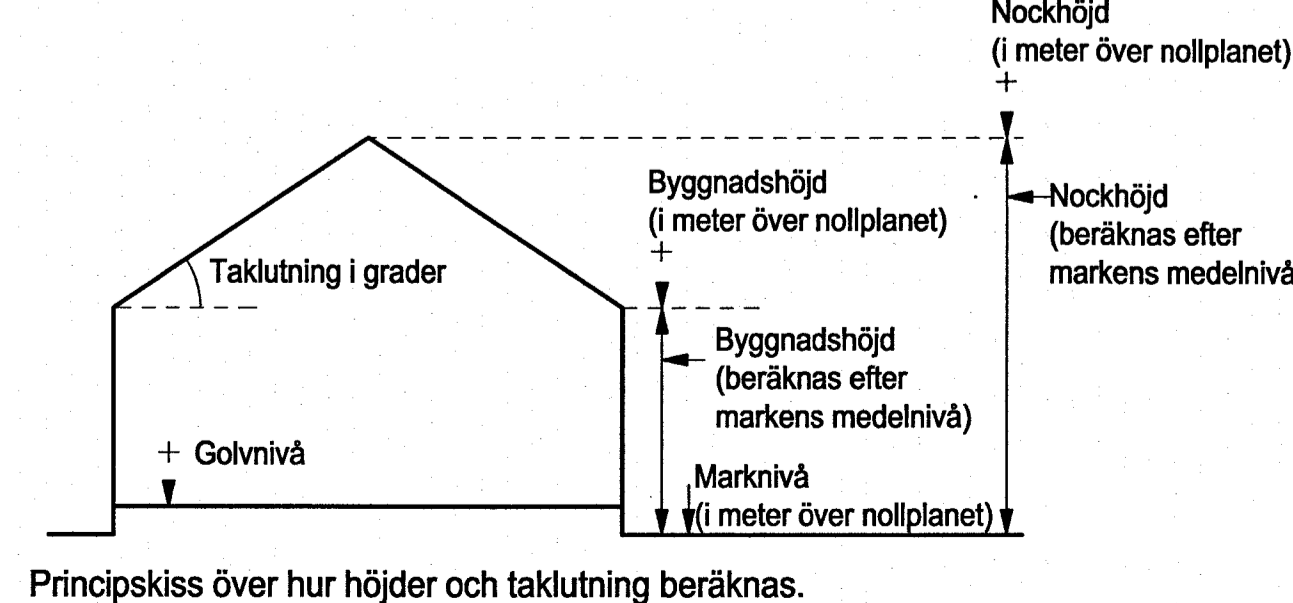 Nockhöjd
(i meter över nollplanet)
+
Byggnadshöjd
(i meter över nollplanet)
+
Nockhöjd
(beräknas efter
markens medelnivå
Taklutning i grader
Byggnadshöjd
(beräknas efter
markens medelnivå)
+ Golvnivå
Marknivå
(i meter över nollplanet)
Principskiss över hur höjder och taklutning beräknas.